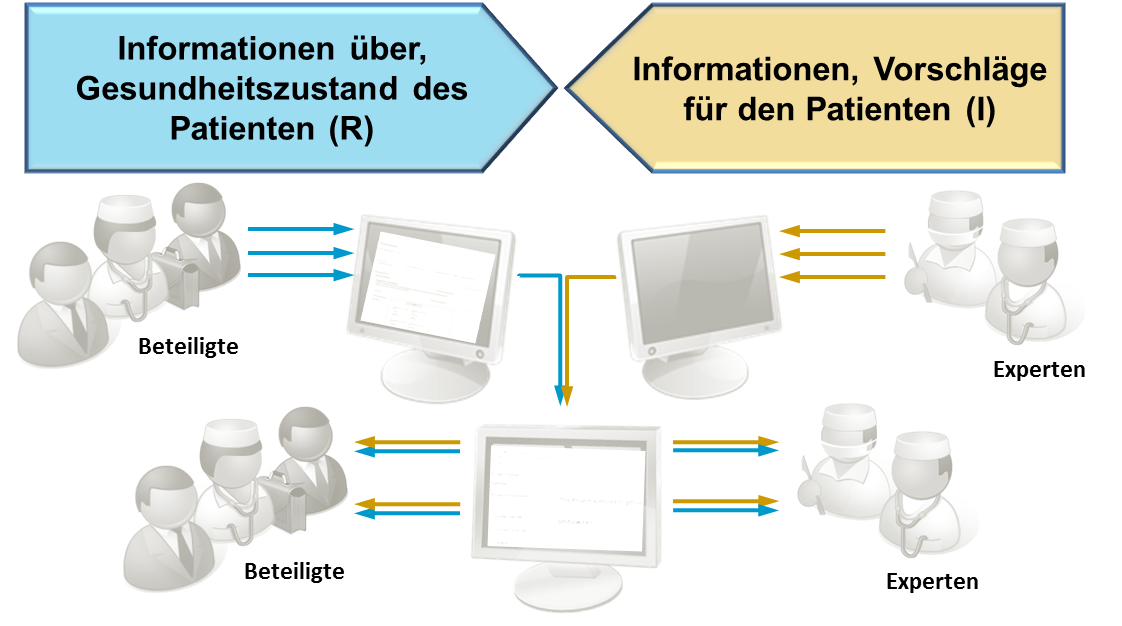 Informationen über,
Gesundheitszustand des
Patienten (R)
Informationen, Vorschläge
für den Patienten (I)
Beteiligte
Experten
Beteiligte
Experten